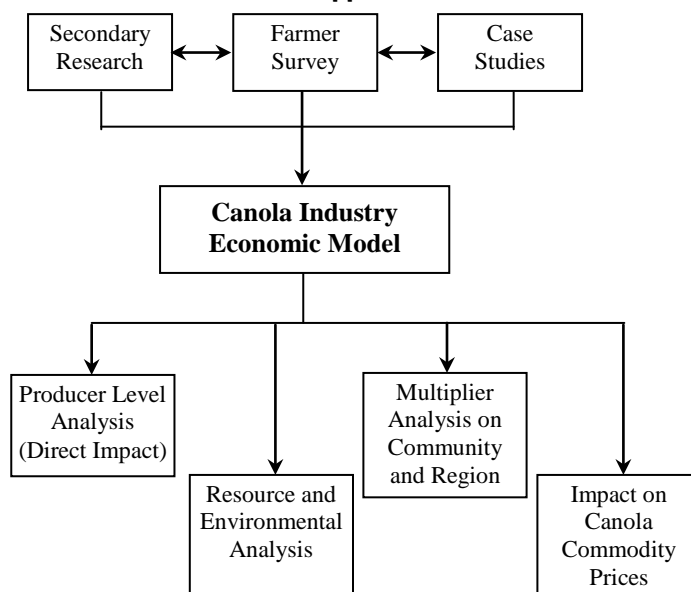 Secondary
Research
Farmer
Survey
Case
Studies
Canola Industry
Economic Model
Producer Level
Analysis
(Direct Impact)
Resource and
Environmental
Analysis
Multiplier
Analysis on
Community
and Region
Impact on
Canola
Commodity
Prices